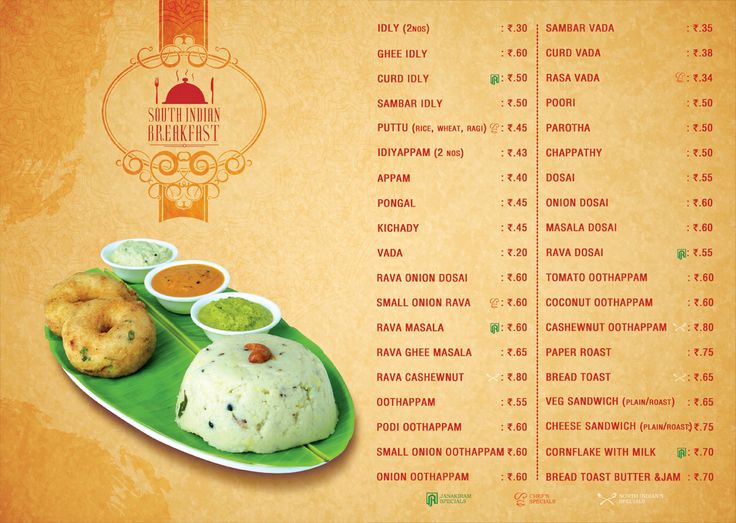 SOUTH INDIAN
BREAKFAST
IDLY (2NOS) : ₹.30
GHEE IDLY : ₹.60
CURD IDLY : ₹.50
SAMBAR IDLY : ₹.50
PUTTU (RICE, WHEAT, RAGI) : ₹.45
IDIYAPPAM (2 NOS) : ₹.43
APPAM : ₹.40
PONGAL : ₹.45
KICHADY : ₹.45
VADA : ₹.20
RAVA ONION DOSAI : ₹.60
SMALL ONION RAVA : ₹.60
RAVA MASALA : ₹.60
RAVA GHEE MASALA : ₹.65
RAVA CASHEWNUT : ₹.80
OOTHAPPAM : ₹.55
PODI OOTHAPPAM : ₹.60
SMALL ONION OOTHAPPAM ₹.60
ONION OOTHAPPAM : ₹.60
SAMBAR VADA : ₹.35
CURD VADA : ₹.38
RASA VADA : ₹.34
POORI : ₹.50
PAROTHA : ₹.50
CHAPPATHY : ₹.50
DOSAI : ₹.55
ONION DOSAI : ₹.60
MASALA DOSAI : ₹.60
RAVA DOSAI : ₹.55
TOMATO OOTHAPPAM : ₹.60
COCONUT OOTHAPPAM : ₹.60
CASHEWNUT OOTHAPPAM : ₹.80
PAPER ROAST : ₹.75
BREAD TOAST : ₹.65
VEG SANDWICH (PLAIN/ROAST) : ₹.65
CHEESE SANDWICH (PLAIN/ROAST) ₹.75
CORNFLAKE WITH MILK : ₹.70
BREAD TOAST BUTTER &JAM : ₹.70
JANAKIRAM
SPECIALS
CHEF'S
SPECIALS
NORTH INDIAN'S
SPECIALS